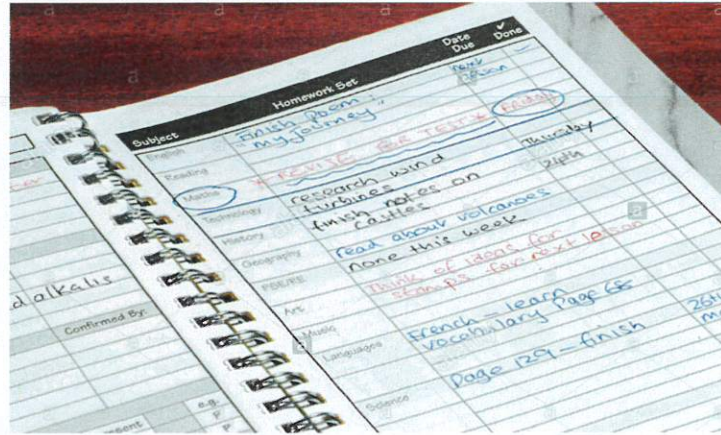 Subject Homework Set Date Due ✓ Done
English Finish Poem: next lesson
my journey"
Reading
Maths * REVISE FOR TEST * FRIDAY
Technology research wind Thursday
turbines
History finish notes on 24th
castles
Geography read about volcanoes
PSE/RE none this week
Art Think of ideas for
stamps for next lesson
Music
Languages French – learn
vocabulary Page 68
Science Page 129 – finish 26th
d alkalis
Confirmed By:
e.g.
P
P